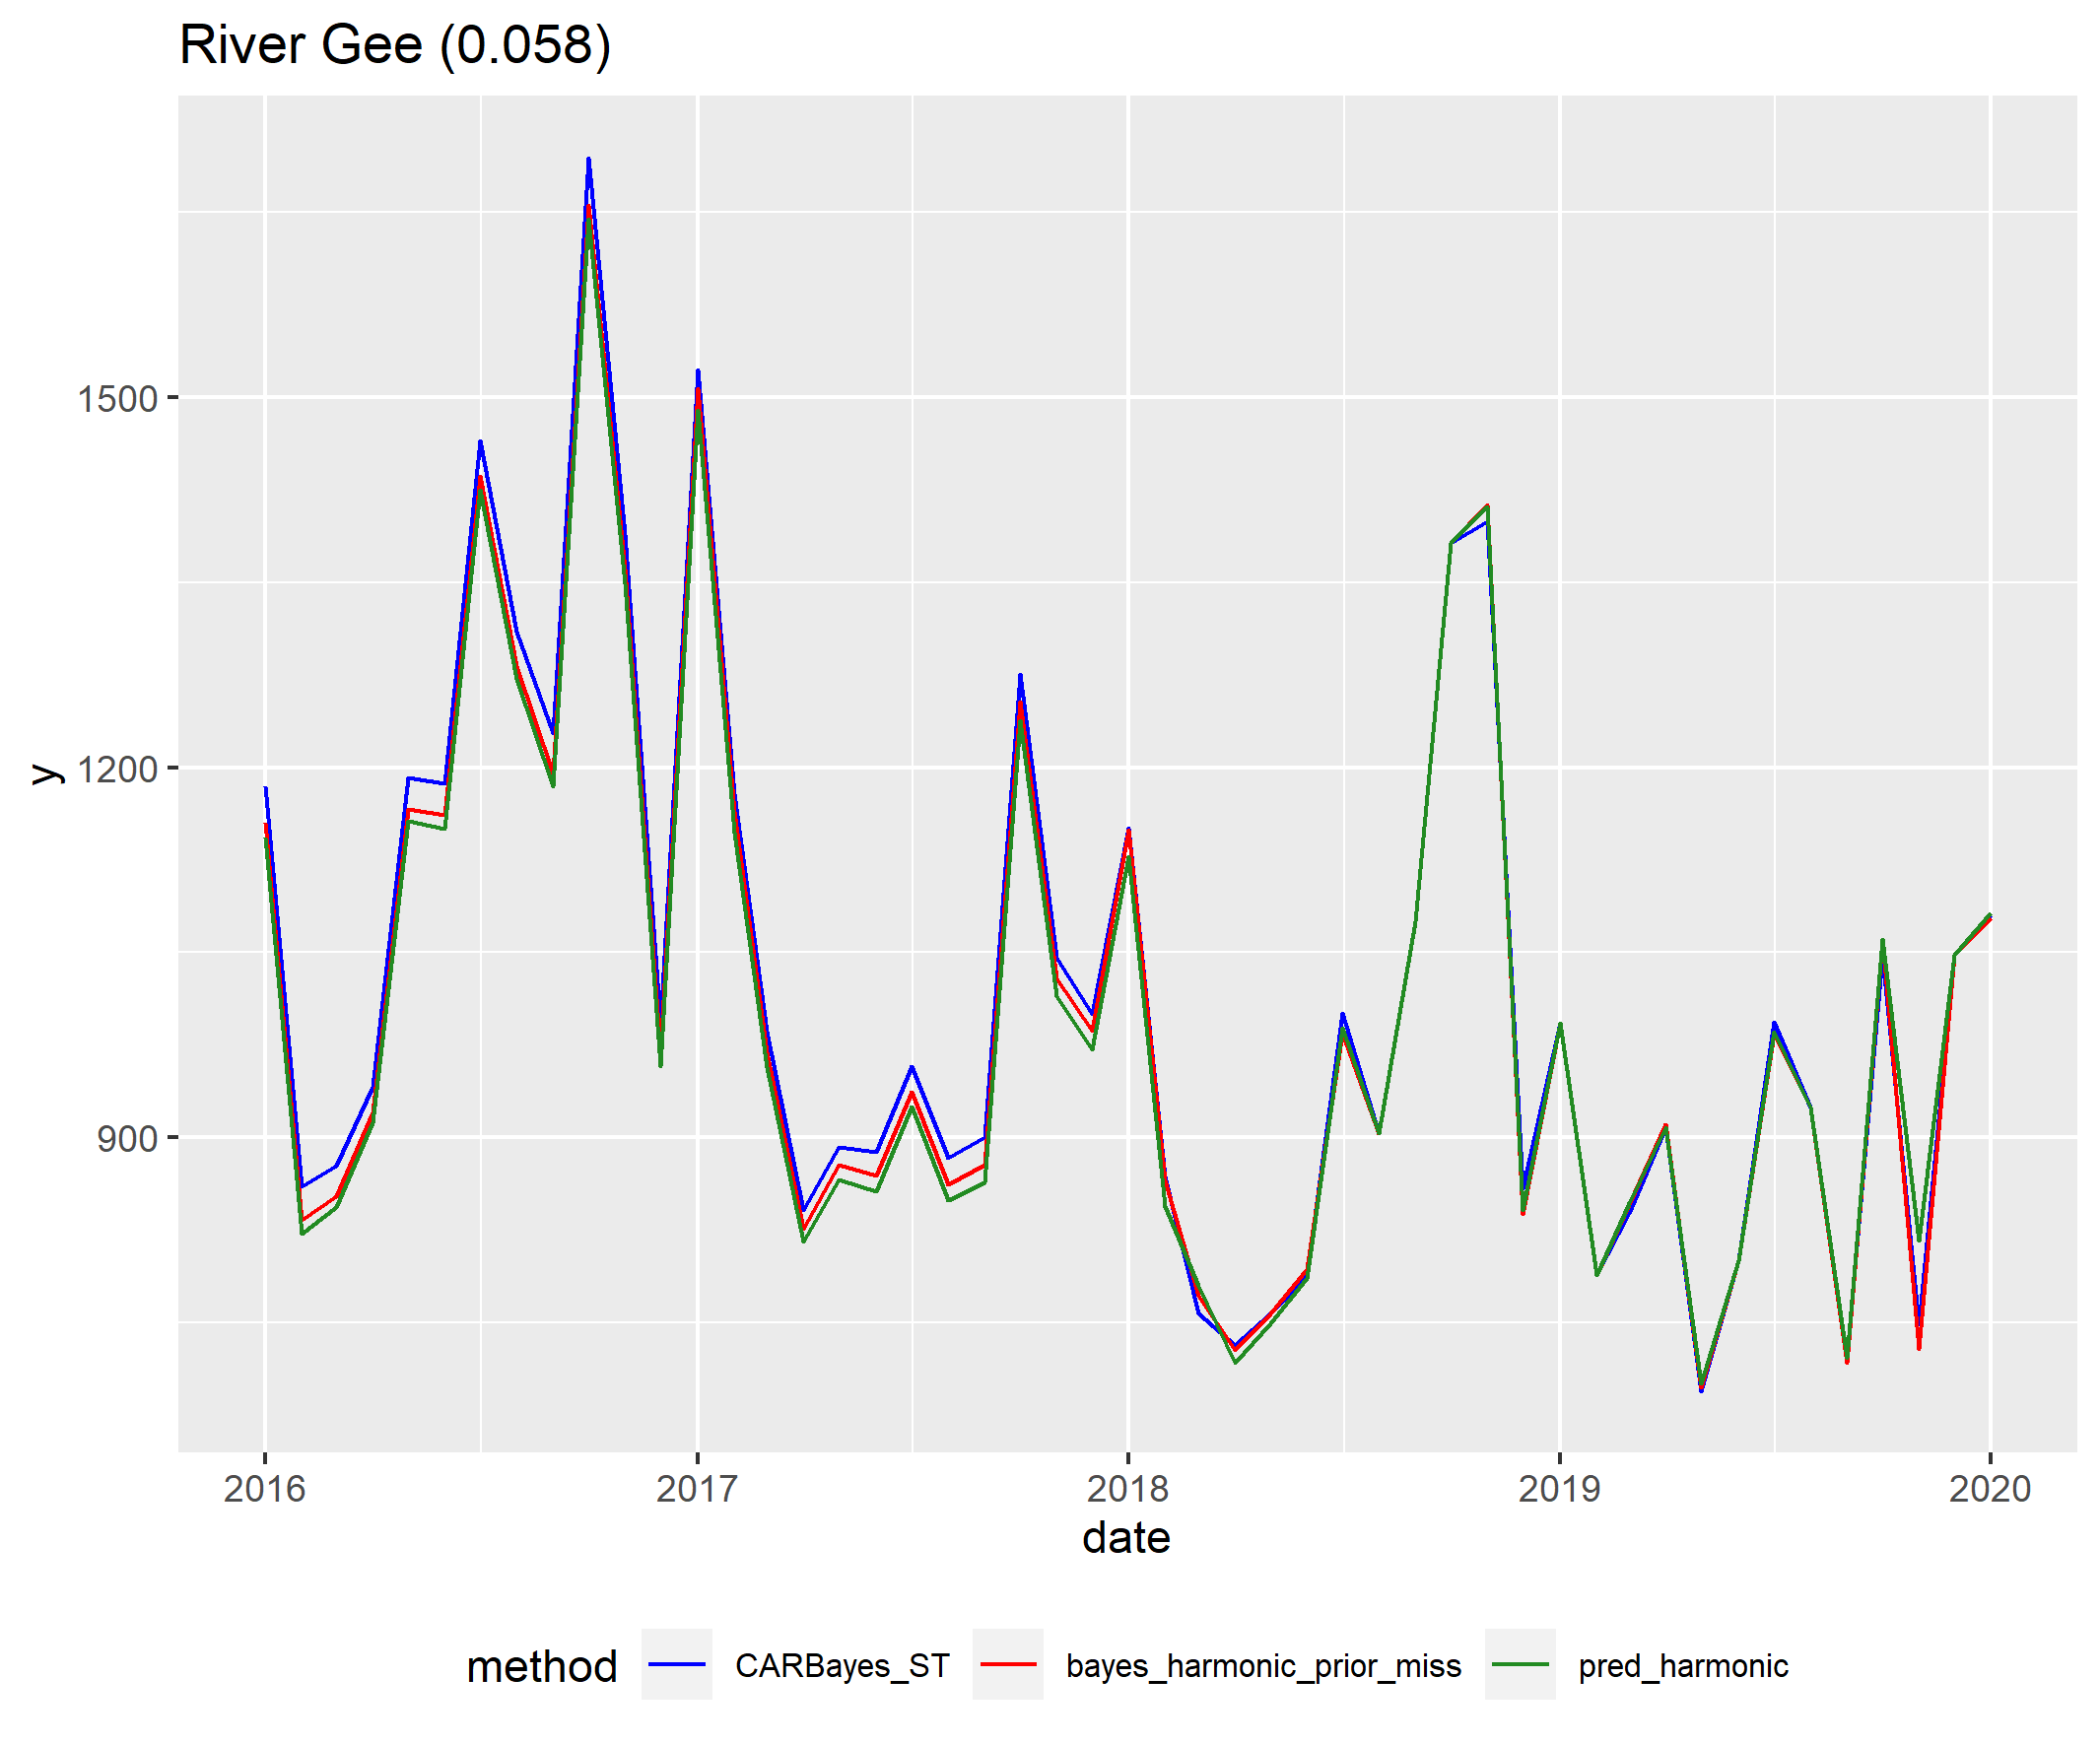 River Gee (0.058)
1500
1200
900
y
2016 2017 2018 2019 2020
date
method CARBayes_ST bayes_harmonic_prior_miss pred_harmonic